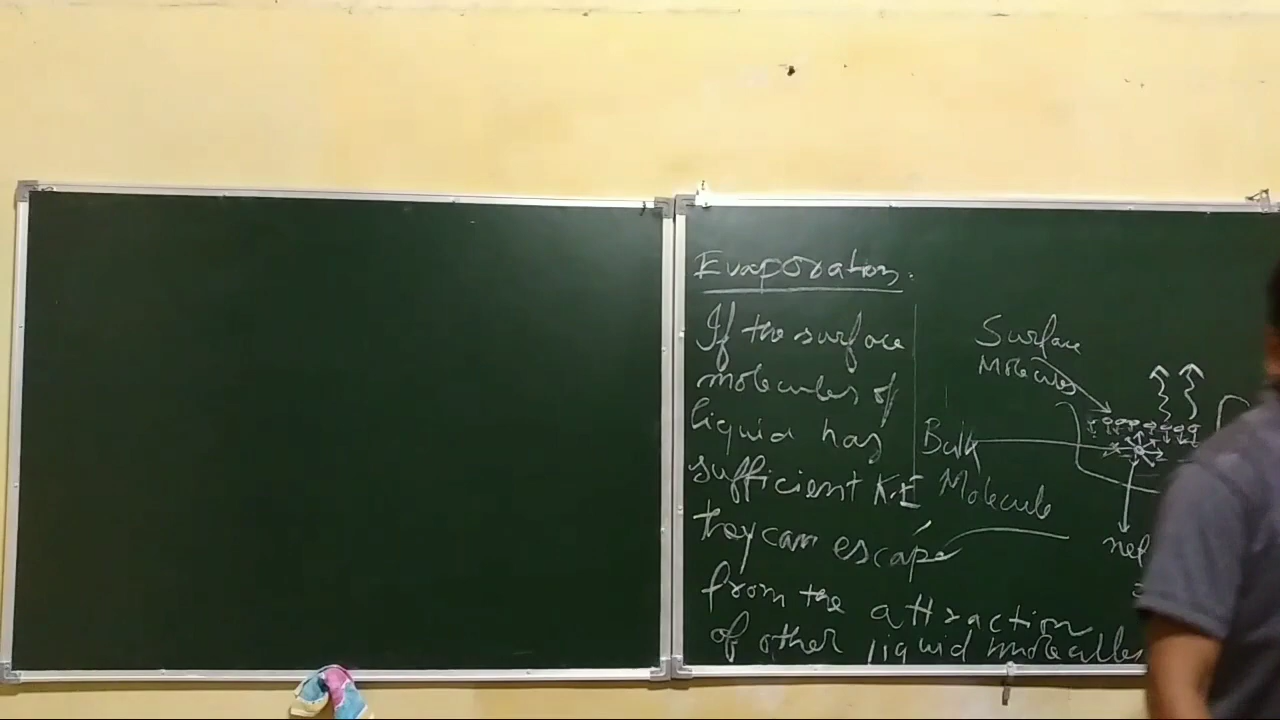 Evaporation:
If the surface
molecules of
liquid has
sufficient K.E
they can escape
from the attraction
of other liquid molecules
Surface
Molecules
Bulk
Molecule
net